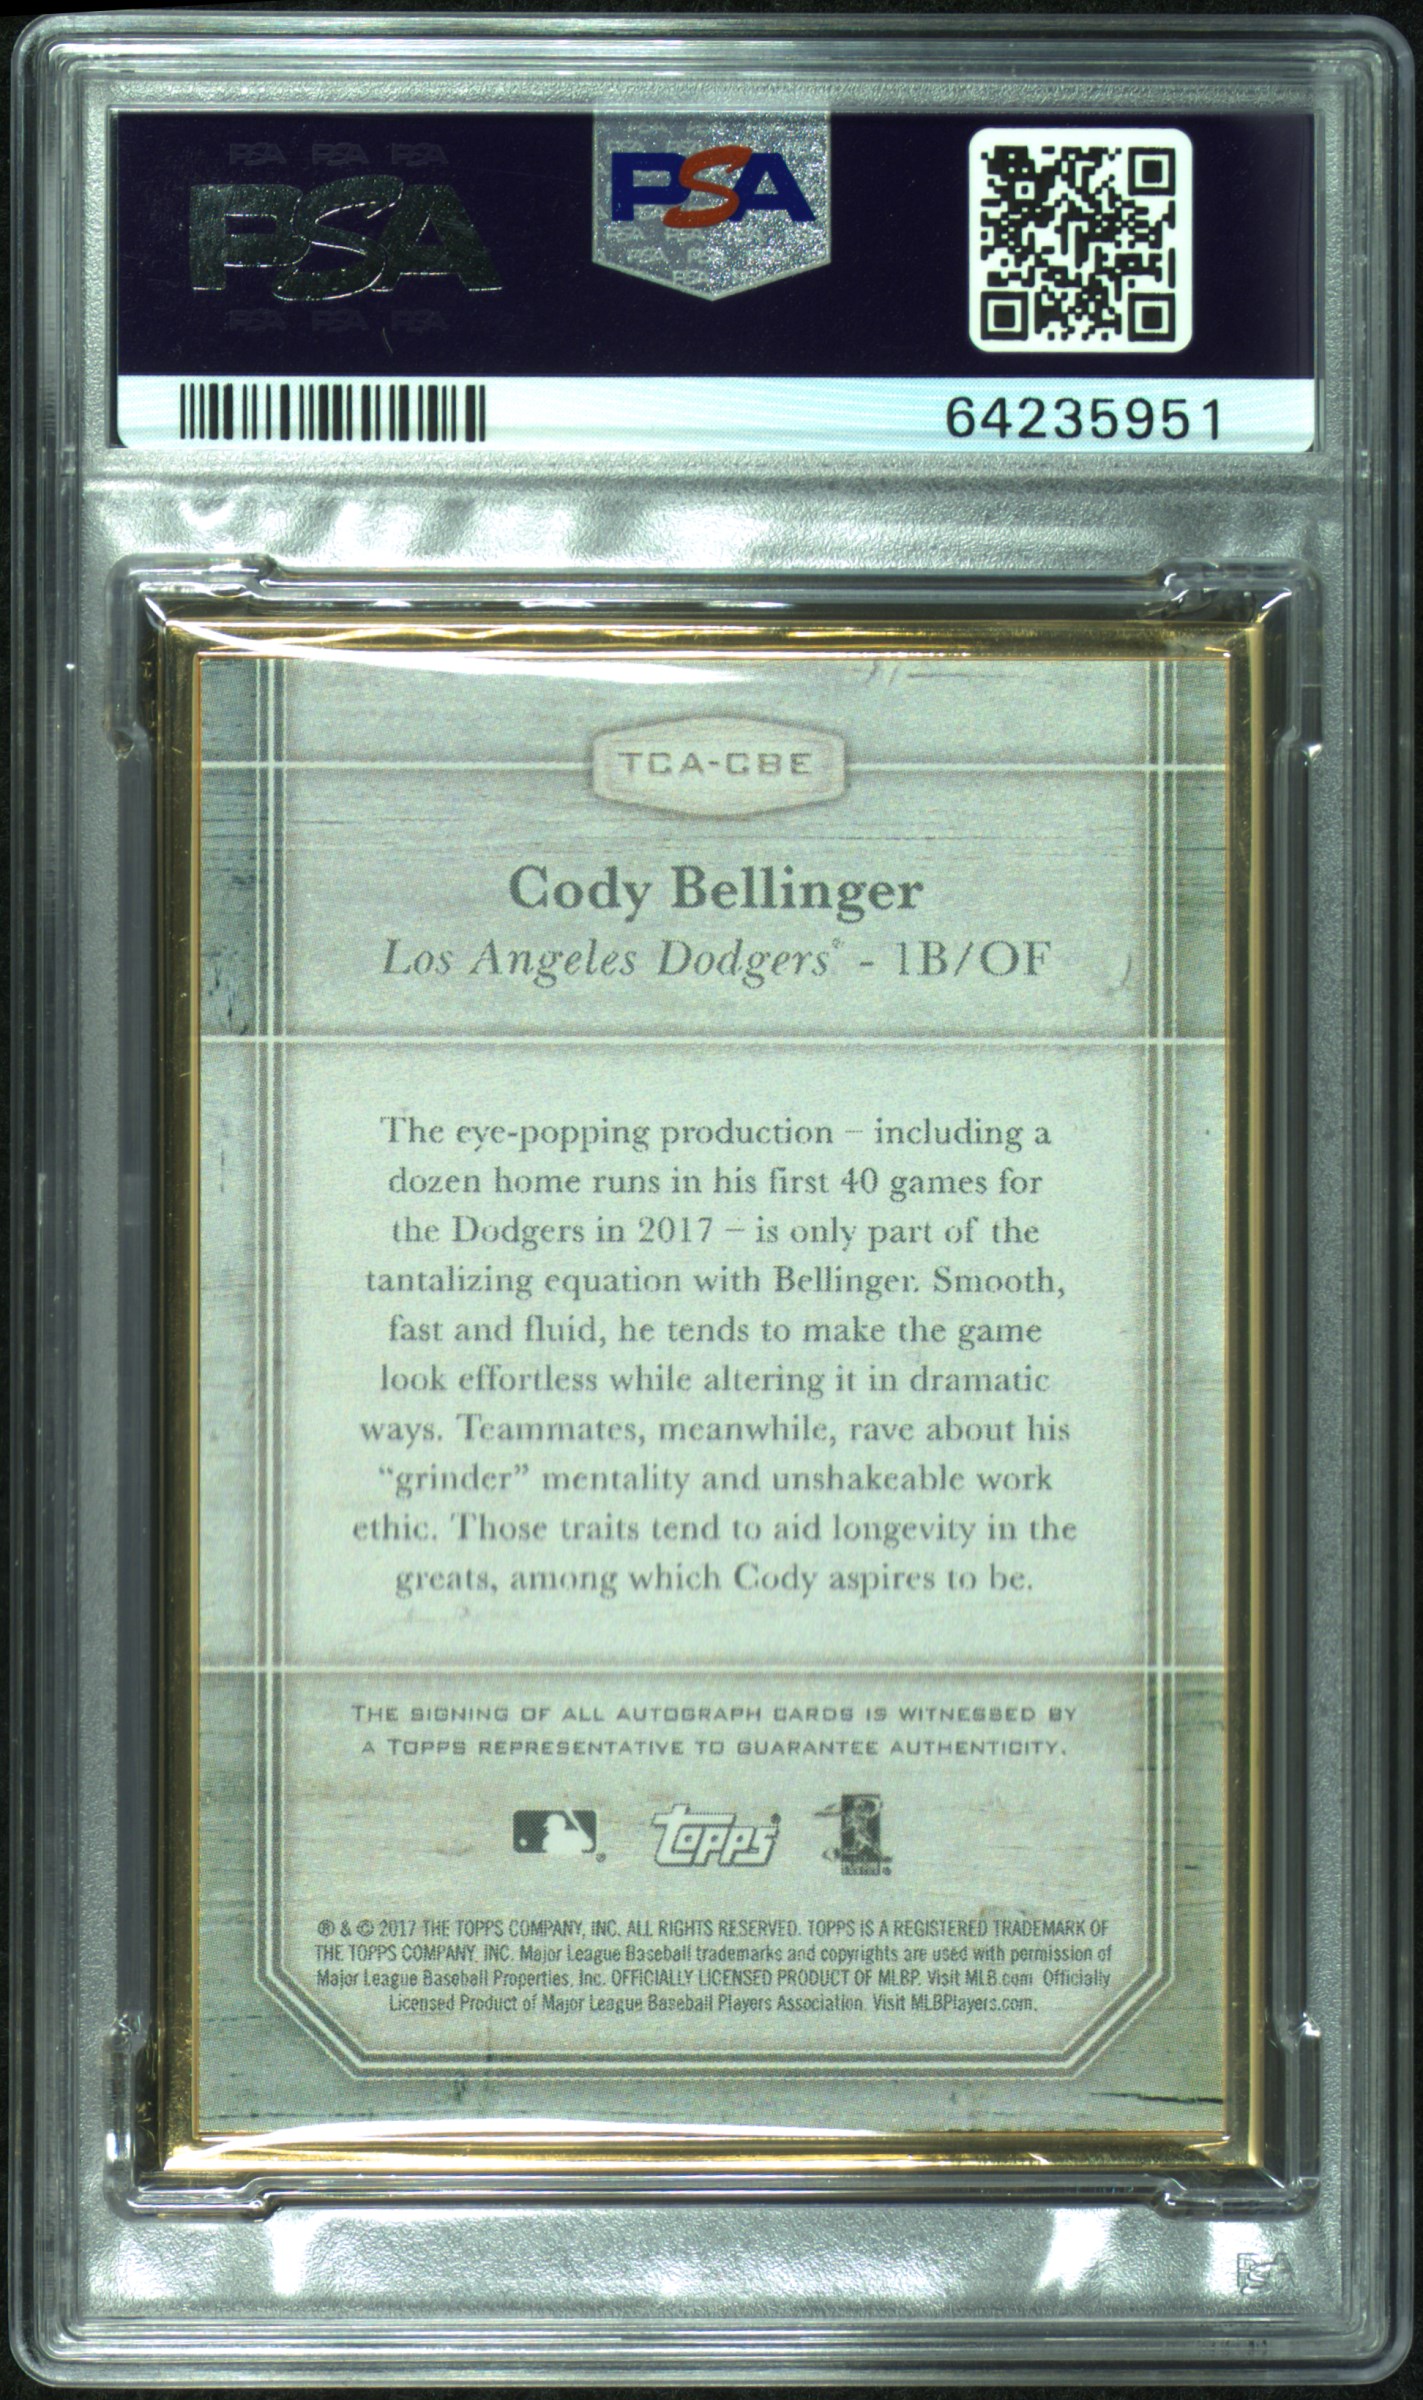 PSA PSA PSA
PSA
PSA PSA PSA
PSA
64235951
TCA-CBE
Cody Bellinger
Los Angeles Dodgers® - 1B/OF
The eye-popping production – including a
dozen home runs in his first 40 games for
the Dodgers in 2017 – is only part of the
tantalizing equation with Bellinger. Smooth,
fast and fluid, he tends to make the game
look effortless while altering it in dramatic
ways. Teammates, meanwhile, rave about his
“grinder” mentality and unshakeable work
ethic. Those traits tend to aid longevity in the
greats, among which Cody aspires to be.
THE SIGNING OF ALL AUTOGRAPH CARDS IS WITNESSED BY
A TOPPS REPRESENTATIVE TO GUARANTEE AUTHENTICITY.
Topps®
® & © 2017 THE TOPPS COMPANY, INC. ALL RIGHTS RESERVED. TOPPS IS A REGISTERED TRADEMARK OF
THE TOPPS COMPANY, INC. Major League Baseball trademarks and copyrights are used with permission of
Major League Baseball Properties, Inc. OFFICIALLY LICENSED PRODUCT OF MLBP. Visit MLB.com Officially
Licensed Product of Major League Baseball Players Association. Visit MLBPlayers.com.
PSA